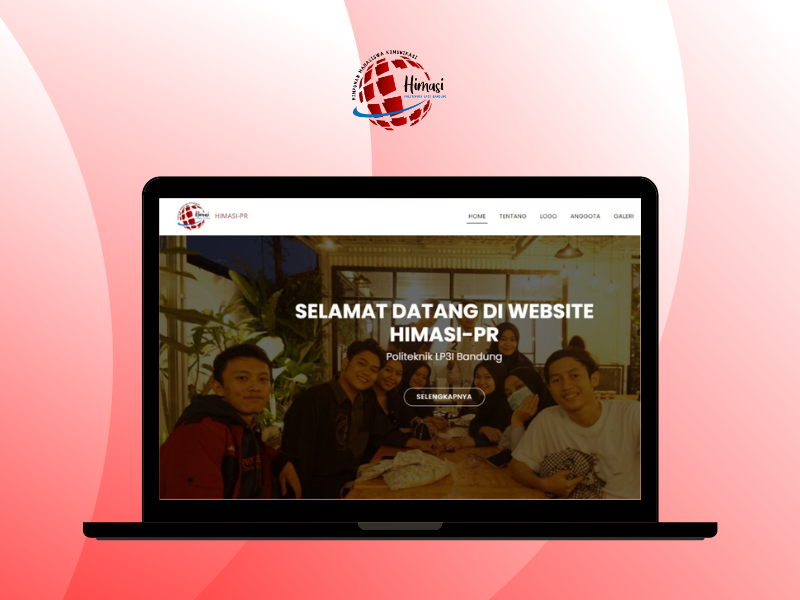 HIMPUNAN MAHASISWA KOMUNIKASI
Himasi
POLITEKNIK LP3I BANDUNG
Himasi
HIMASI-PR
HOME TENTANG LOGO ANGGOTA GALERI
SELAMAT DATANG DI WEBSITE
HIMASI-PR
Politeknik LP3I Bandung
SELENGKAPNYA